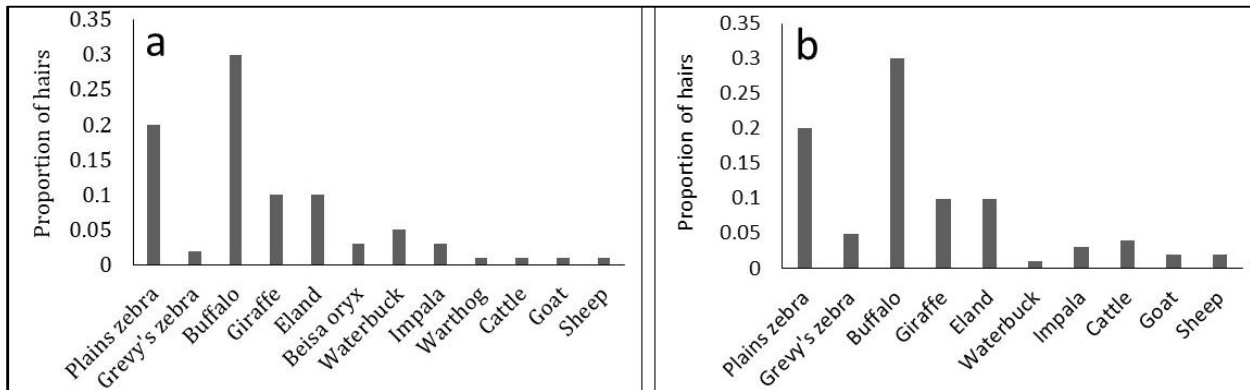 a
Proportion of hairs
0.35
0.3
0.25
0.2
0.15
0.1
0.05
0
Plains zebra
Grevy's zebra
Buffalo
Giraffe
Eland
Beisa oryx
Waterbuck
Impala
Warthog
Cattle
Goat
Sheep
b
Proportion of hairs
0.35
0.3
0.25
0.2
0.15
0.1
0.05
0
Plains zebra
Grevy's zebra
Buffalo
Giraffe
Eland
Waterbuck
Impala
Cattle
Goat
Sheep